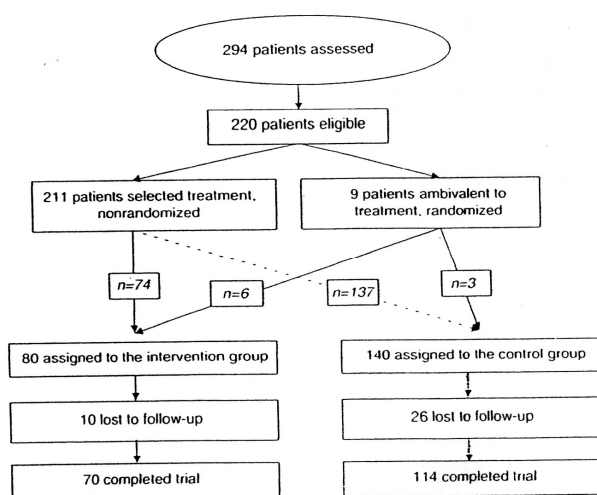 294 patients assessed
220 patients eligible
211 patients selected treatment,
nonrandomized
9 patients ambivalent to
treatment, randomized
n=74
n=6
n=137
n=3
80 assigned to the intervention group
140 assigned to the control group
10 lost to follow-up
26 lost to follow-up
70 completed trial
114 completed trial